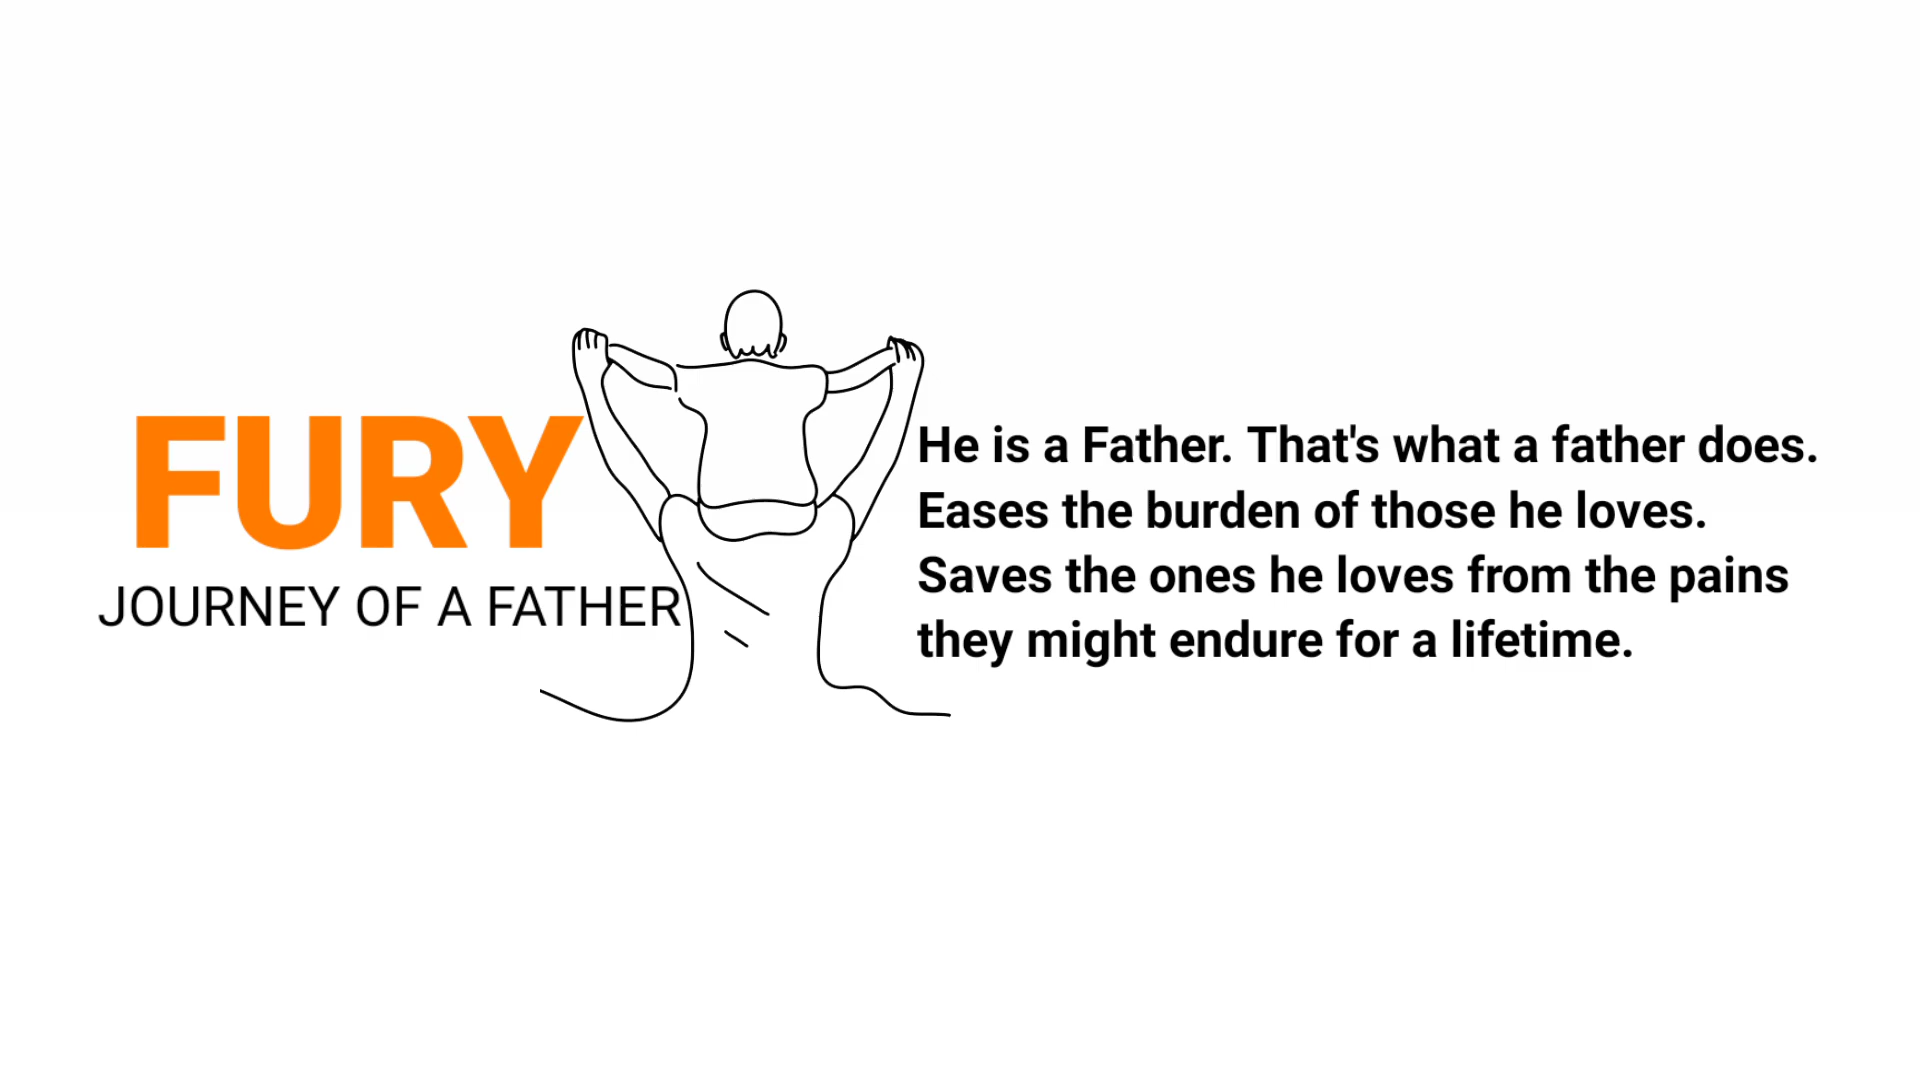 FURY
JOURNEY OF A FATHER
He is a Father. That's what a father does.
Eases the burden of those he loves.
Saves the ones he loves from the pains
they might endure for a lifetime.